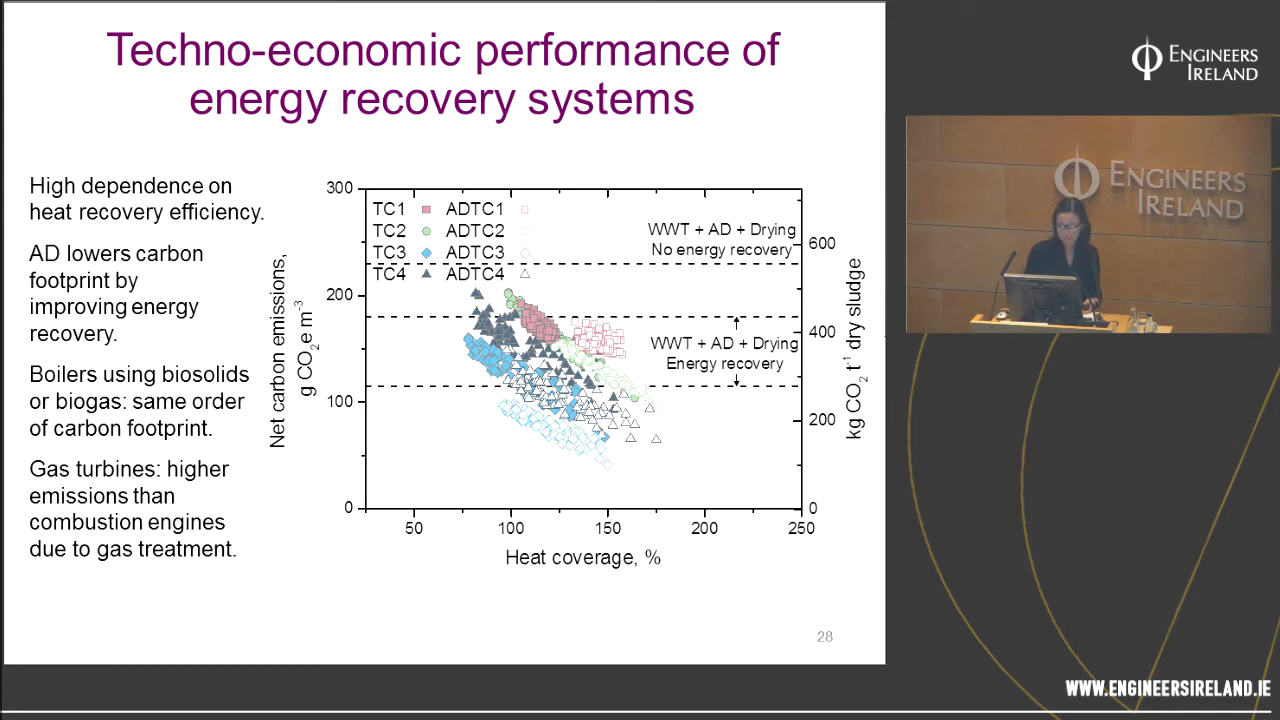 Techno-economic performance of
energy recovery systems
High dependence on
heat recovery efficiency.
AD lowers carbon
footprint by
improving energy
recovery.
Boilers using biosolids
or biogas: same order
of carbon footprint.
Gas turbines: higher
emissions than
combustion engines
due to gas treatment.
Net carbon emissions,
g CO2e m-3
300
200
100
0
TC1 ADTC1
TC2 ADTC2
TC3 ADTC3
TC4 ADTC4
WWT + AD + Drying
No energy recovery
WWT + AD + Drying
Energy recovery
600
400
200
0
kg CO2 t-1 dry sludge
50 100 150 200 250
Heat coverage, %
28
ENGINEERS
IRELAND
ENGINEERS
IRELAND
WWW.ENGINEERSIRELAND.IE